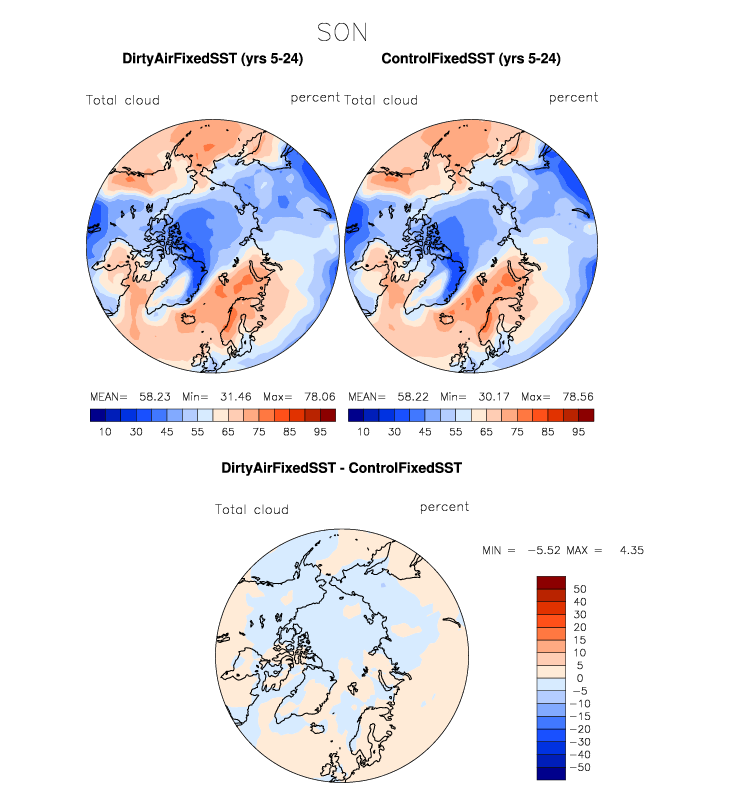 SON
DirtyAirFixedSST (yrs 5-24) ControlFixedSST (yrs 5-24)
Total cloud percent Total cloud percent
MEAN= 58.23 Min= 31.46 Max= 78.06 MEAN= 58.22 Min= 30.17 Max= 78.56
10 30 45 55 65 75 85 95 10 30 45 55 65 75 85 95
DirtyAirFixedSST - ControlFixedSST
Total cloud percent
MIN = -5.52 MAX = 4.35
50
40
30
20
15
10
5
0
-5
-10
-15
-20
-30
-40
-50